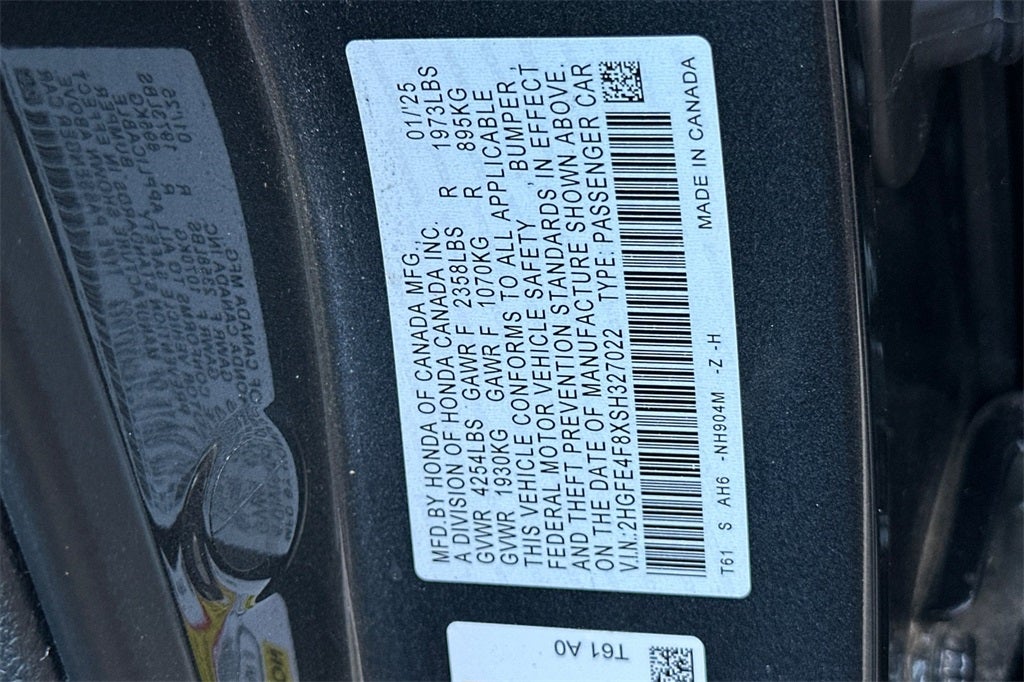 MFD.BY HONDA OF CANADA MFG., 01/'25
A DIVISION OF HONDA CANADA INC.
GVWR 4254LBS GAWR F 2358LBS R 1973LBS
GVWR 1930KG GAWR F 1070KG R 895KG
THIS VEHICLE CONFORMS TO ALL APPLICABLE
FEDERAL MOTOR VEHICLE SAFETY, BUMPER,
AND THEFT PREVENTION STANDARDS IN EFFECT
ON THE DATE OF MANUFACTURE SHOWN ABOVE.
V.I.N.:2HGFE4F8XSH327022 TYPE: PASSENGER CAR
T61 S AH6 -NH904M -Z -H MADE IN CANADA
T61 A0